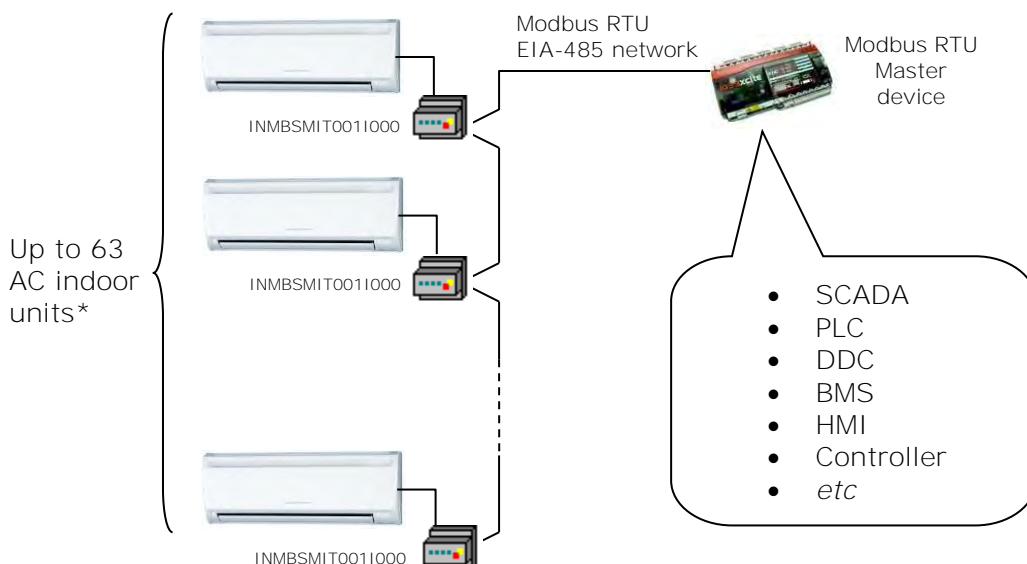 Modbus RTU
EIA-485 network
Modbus RTU
Master
device
INMBSMIT001I000
INMBSMIT001I000
Up to 63
AC indoor
units*
• SCADA
• PLC
• DDC
• BMS
• HMI
• Controller
• etc
INMBSMIT001I000
xcite